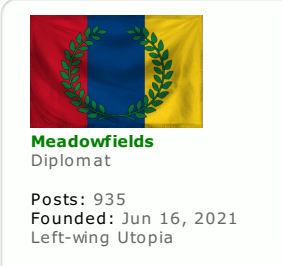 Meadowfields
Diplomat
Posts: 935
Founded: Jun 16, 2021
Left-wing Utopia